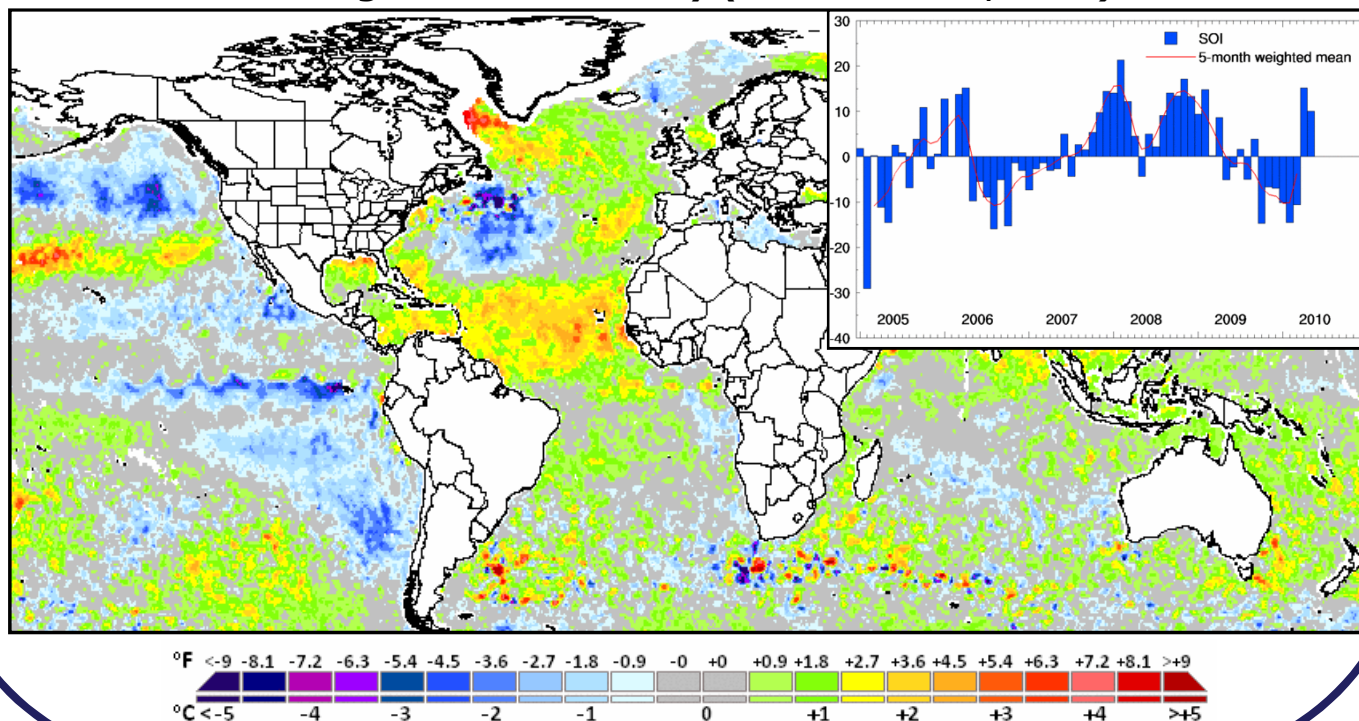 30
SOI
5-month weighted mean
20
10
0
-10
-20
-30
-40
2005 2006 2007 2008 2009 2010
°F <-9 -8.1 -7.2 -6.3 -5.4 -4.5 -3.6 -2.7 -1.8 -0.9 -0 +0 +0.9 +1.8 +2.7 +3.6 +4.5 +5.4 +6.3 +7.2 +8.1 >+9
°C <-5 -4 -3 -2 -1 0 +1 +2 +3 +4 >+5